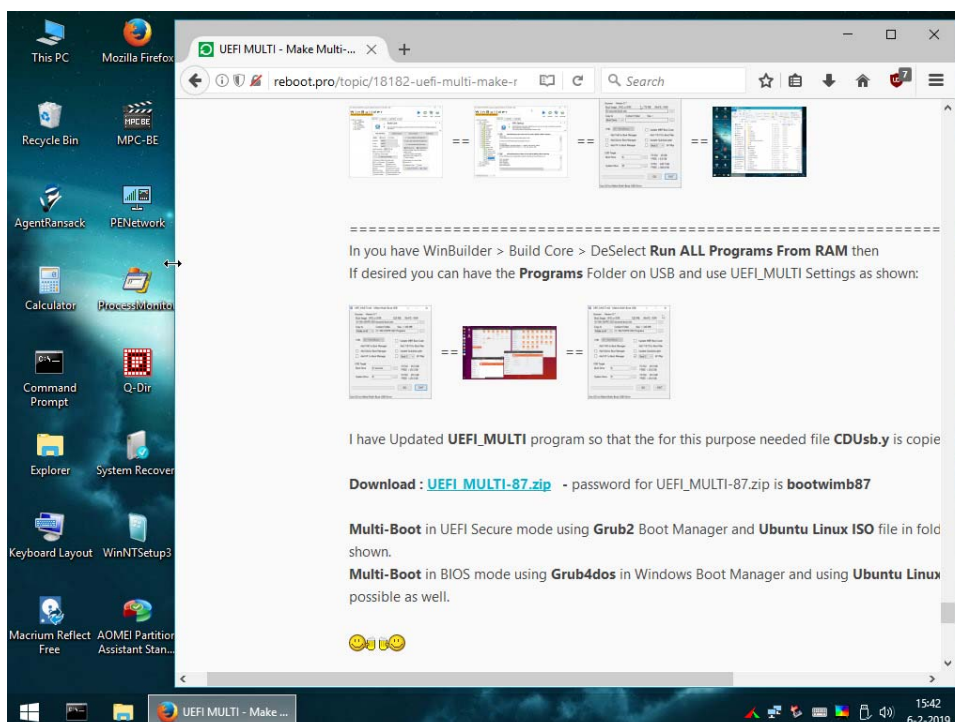 This PC
Mozilla Firefox
Recycle Bin
MPC-BE
AgentRansack
PENetwork
Calculator
ProcessMonito
Command
Prompt
Q-Dir
Explorer
System Recover
Keyboard Layout
WinNTSetup3
Macrium Reflect
Free
AOMEI Partition
Assistant Stan...
UEFI MULTI - Make Multi-...
reboot.pro/topic/18182-uefi-multi-make-r
Search
7
==
==
==
In you have WinBuilder > Build Core > DeSelect Run ALL Programs From RAM then
If desired you can have the Programs Folder on USB and use UEFI_MULTI Settings as shown:
==
==
I have Updated UEFI_MULTI program so that the for this purpose needed file CDUsb.y is copie
Download : UEFI_MULTI-87.zip - password for UEFI_MULTI-87.zip is bootwimb87
Multi-Boot in UEFI Secure mode using Grub2 Boot Manager and Ubuntu Linux ISO file in fold
shown.
Multi-Boot in BIOS mode using Grub4dos in Windows Boot Manager and using Ubuntu Linux
possible as well.
UEFI MULTI - Make ...
15:42
6-2-2019